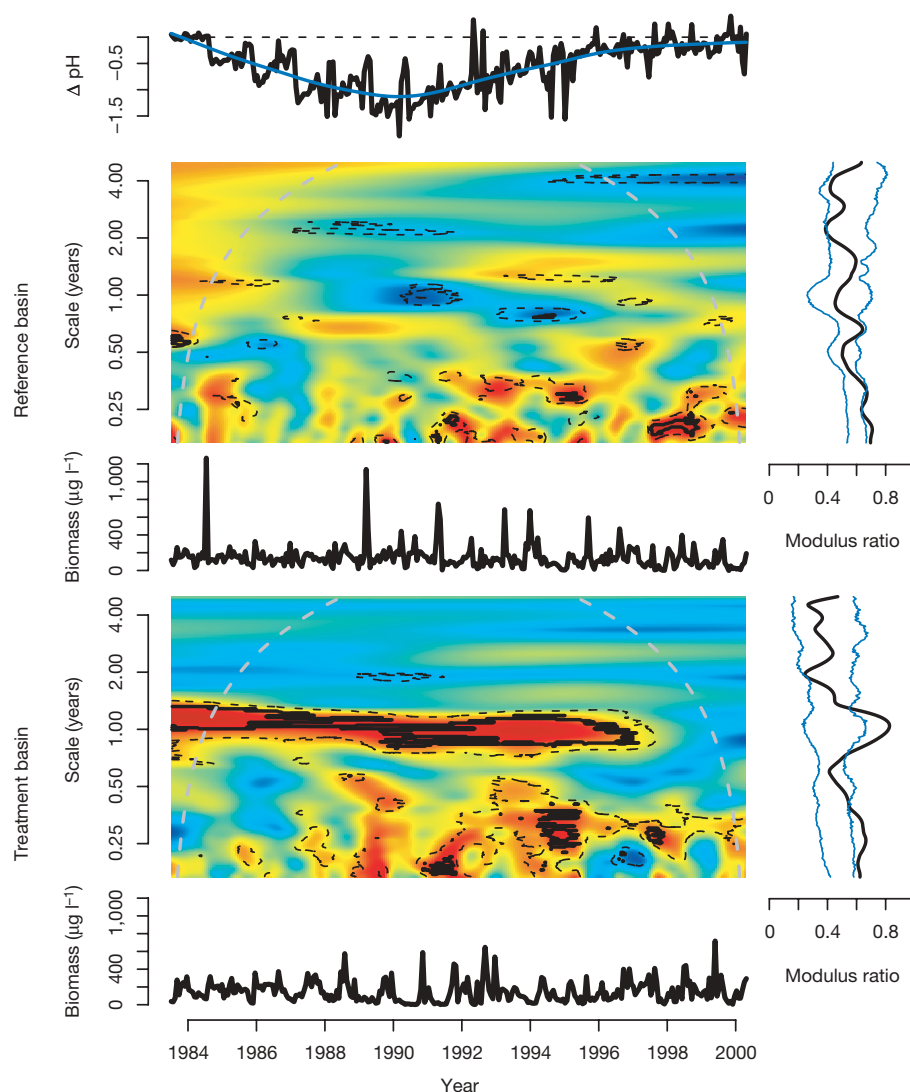 Δ pH
−0.5
−1.5
Reference basin
Scale (years)
4.00
2.00
1.00
0.50
0.25
Biomass (µg l⁻¹)
1,000
400
0
0 0.4 0.8
Modulus ratio
Treatment basin
Scale (years)
4.00
2.00
1.00
0.50
0.25
Biomass (µg l⁻¹)
1,000
400
0
0 0.4 0.8
Modulus ratio
1984 1986 1988 1990 1992 1994 1996 1998 2000
Year